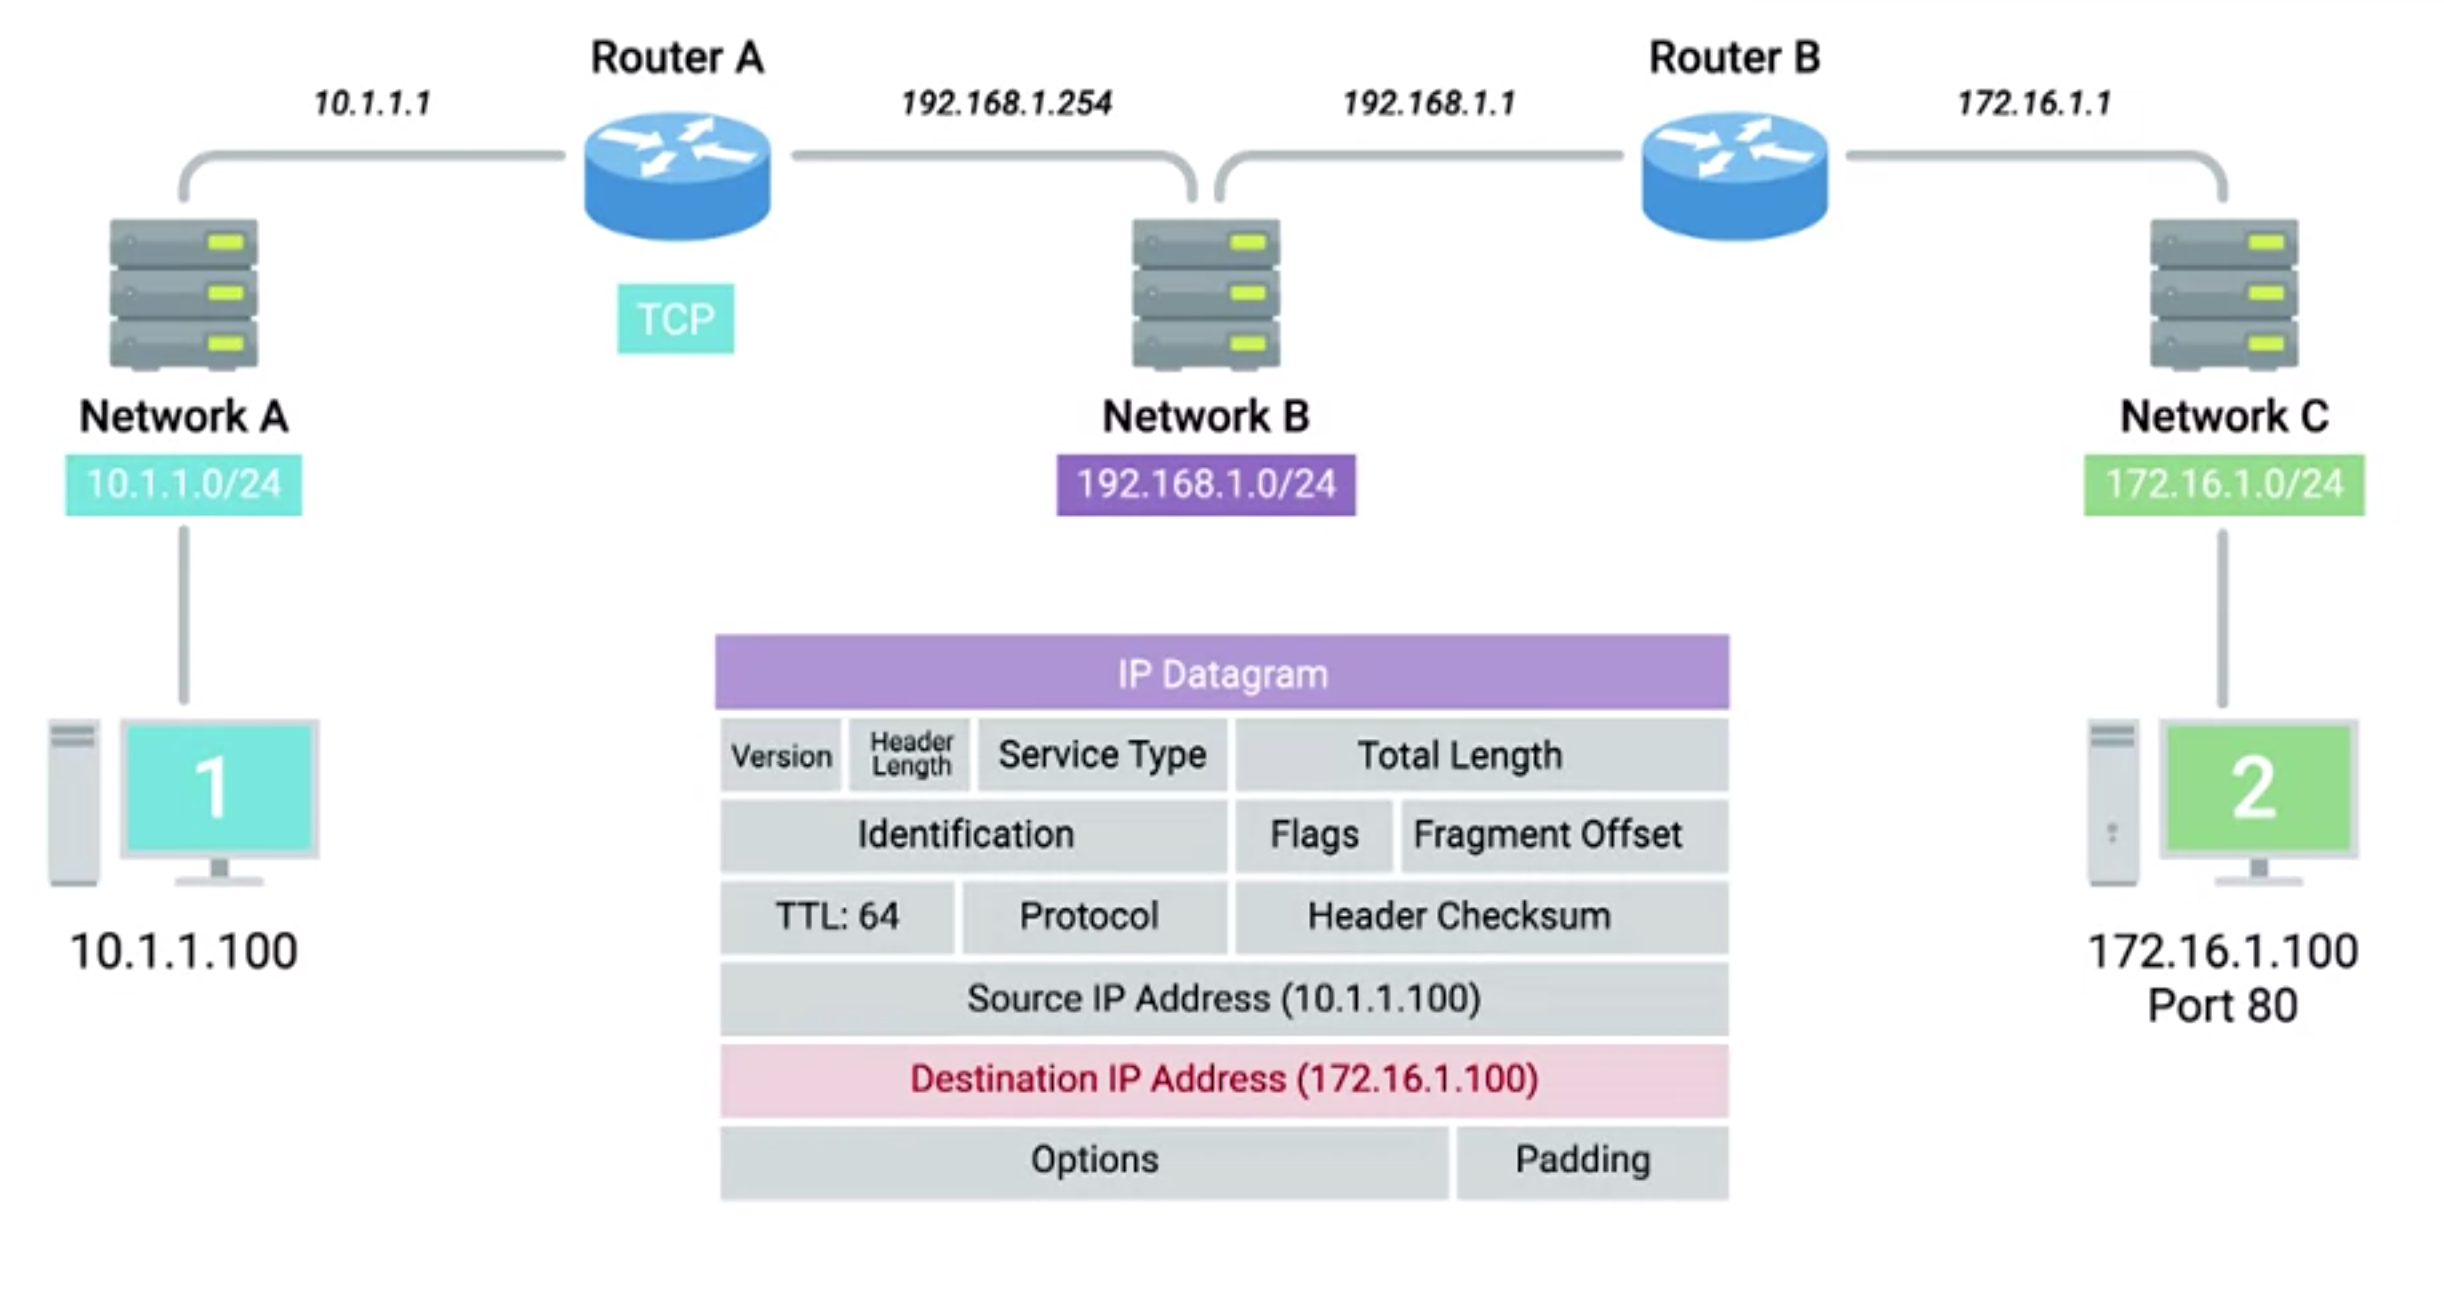 Router A
Router B
10.1.1.1
192.168.1.254
192.168.1.1
172.16.1.1
TCP
Network A
Network B
Network C
10.1.1.0/24
192.168.1.0/24
172.16.1.0/24
IP Datagram
Version
Header
Length
Service Type
Total Length
Identification
Flags
Fragment Offset
TTL: 64
Protocol
Header Checksum
Source IP Address (10.1.1.100)
Destination IP Address (172.16.1.100)
Options
Padding
1
10.1.1.100
2
172.16.1.100
Port 80